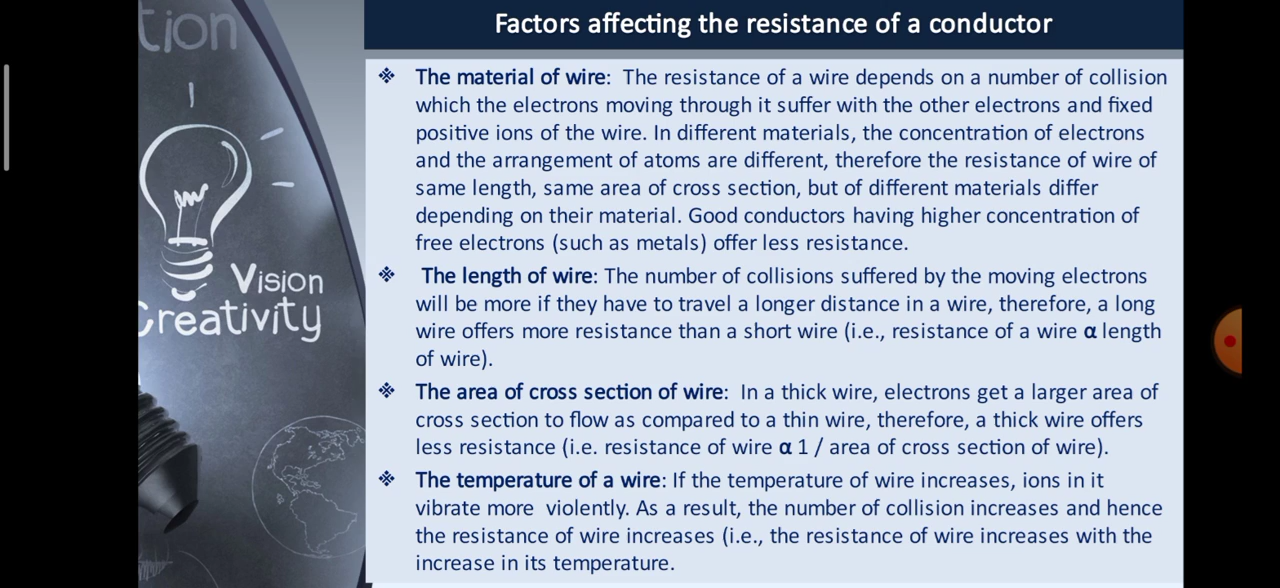 tion
Vision
Creativity
Factors affecting the resistance of a conductor
❖ The material of wire: The resistance of a wire depends on a number of collision
which the electrons moving through it suffer with the other electrons and fixed
positive ions of the wire. In different materials, the concentration of electrons
and the arrangement of atoms are different, therefore the resistance of wire of
same length, same area of cross section, but of different materials differ
depending on their material. Good conductors having higher concentration of
free electrons (such as metals) offer less resistance.
❖ The length of wire: The number of collisions suffered by the moving electrons
will be more if they have to travel a longer distance in a wire, therefore, a long
wire offers more resistance than a short wire (i.e., resistance of a wire α length
of wire).
❖ The area of cross section of wire: In a thick wire, electrons get a larger area of
cross section to flow as compared to a thin wire, therefore, a thick wire offers
less resistance (i.e. resistance of wire α 1 / area of cross section of wire).
❖ The temperature of a wire: If the temperature of wire increases, ions in it
vibrate more violently. As a result, the number of collision increases and hence
the resistance of wire increases (i.e., the resistance of wire increases with the
increase in its temperature.